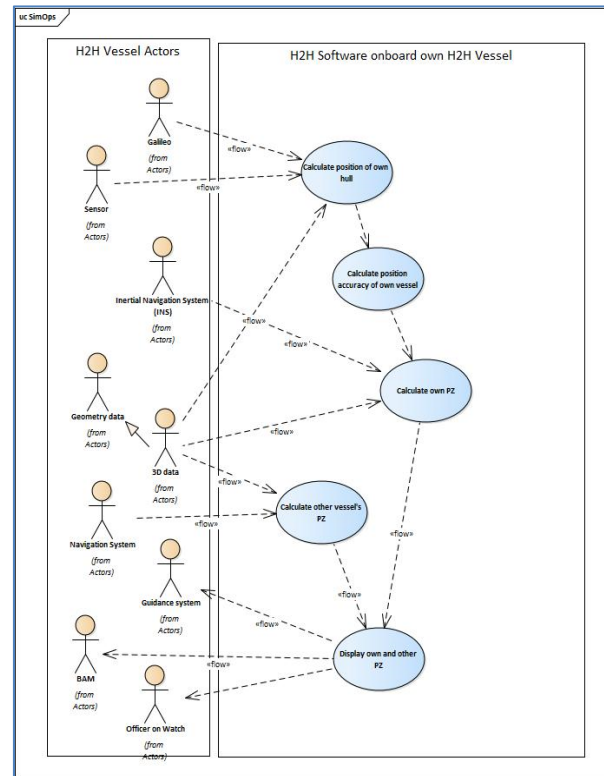 uc SimOps
H2H Vessel Actors
H2H Software onboard own H2H Vessel
Galileo
(from
Actors)
«flow»
Calculate position of own
hull
Sensor
(from
Actors)
«flow»
Inertial Navigation System
(INS)
(from
Actors)
Calculate position
accuracy of own vessel
«flow»
«flow»
Calculate own PZ
Geometry data
(from
Actors)
3D data
(from
Actors)
«flow»
«flow»
Calculate other vessel's
PZ
Navigation System
(from
Actors)
«flow»
«flow»
Guidance system
(from
Actors)
«flow»
«flow»
Display own and other
PZ
BAM
(from
Actors)
«flow»
Officer on Watch
(from
Actors)